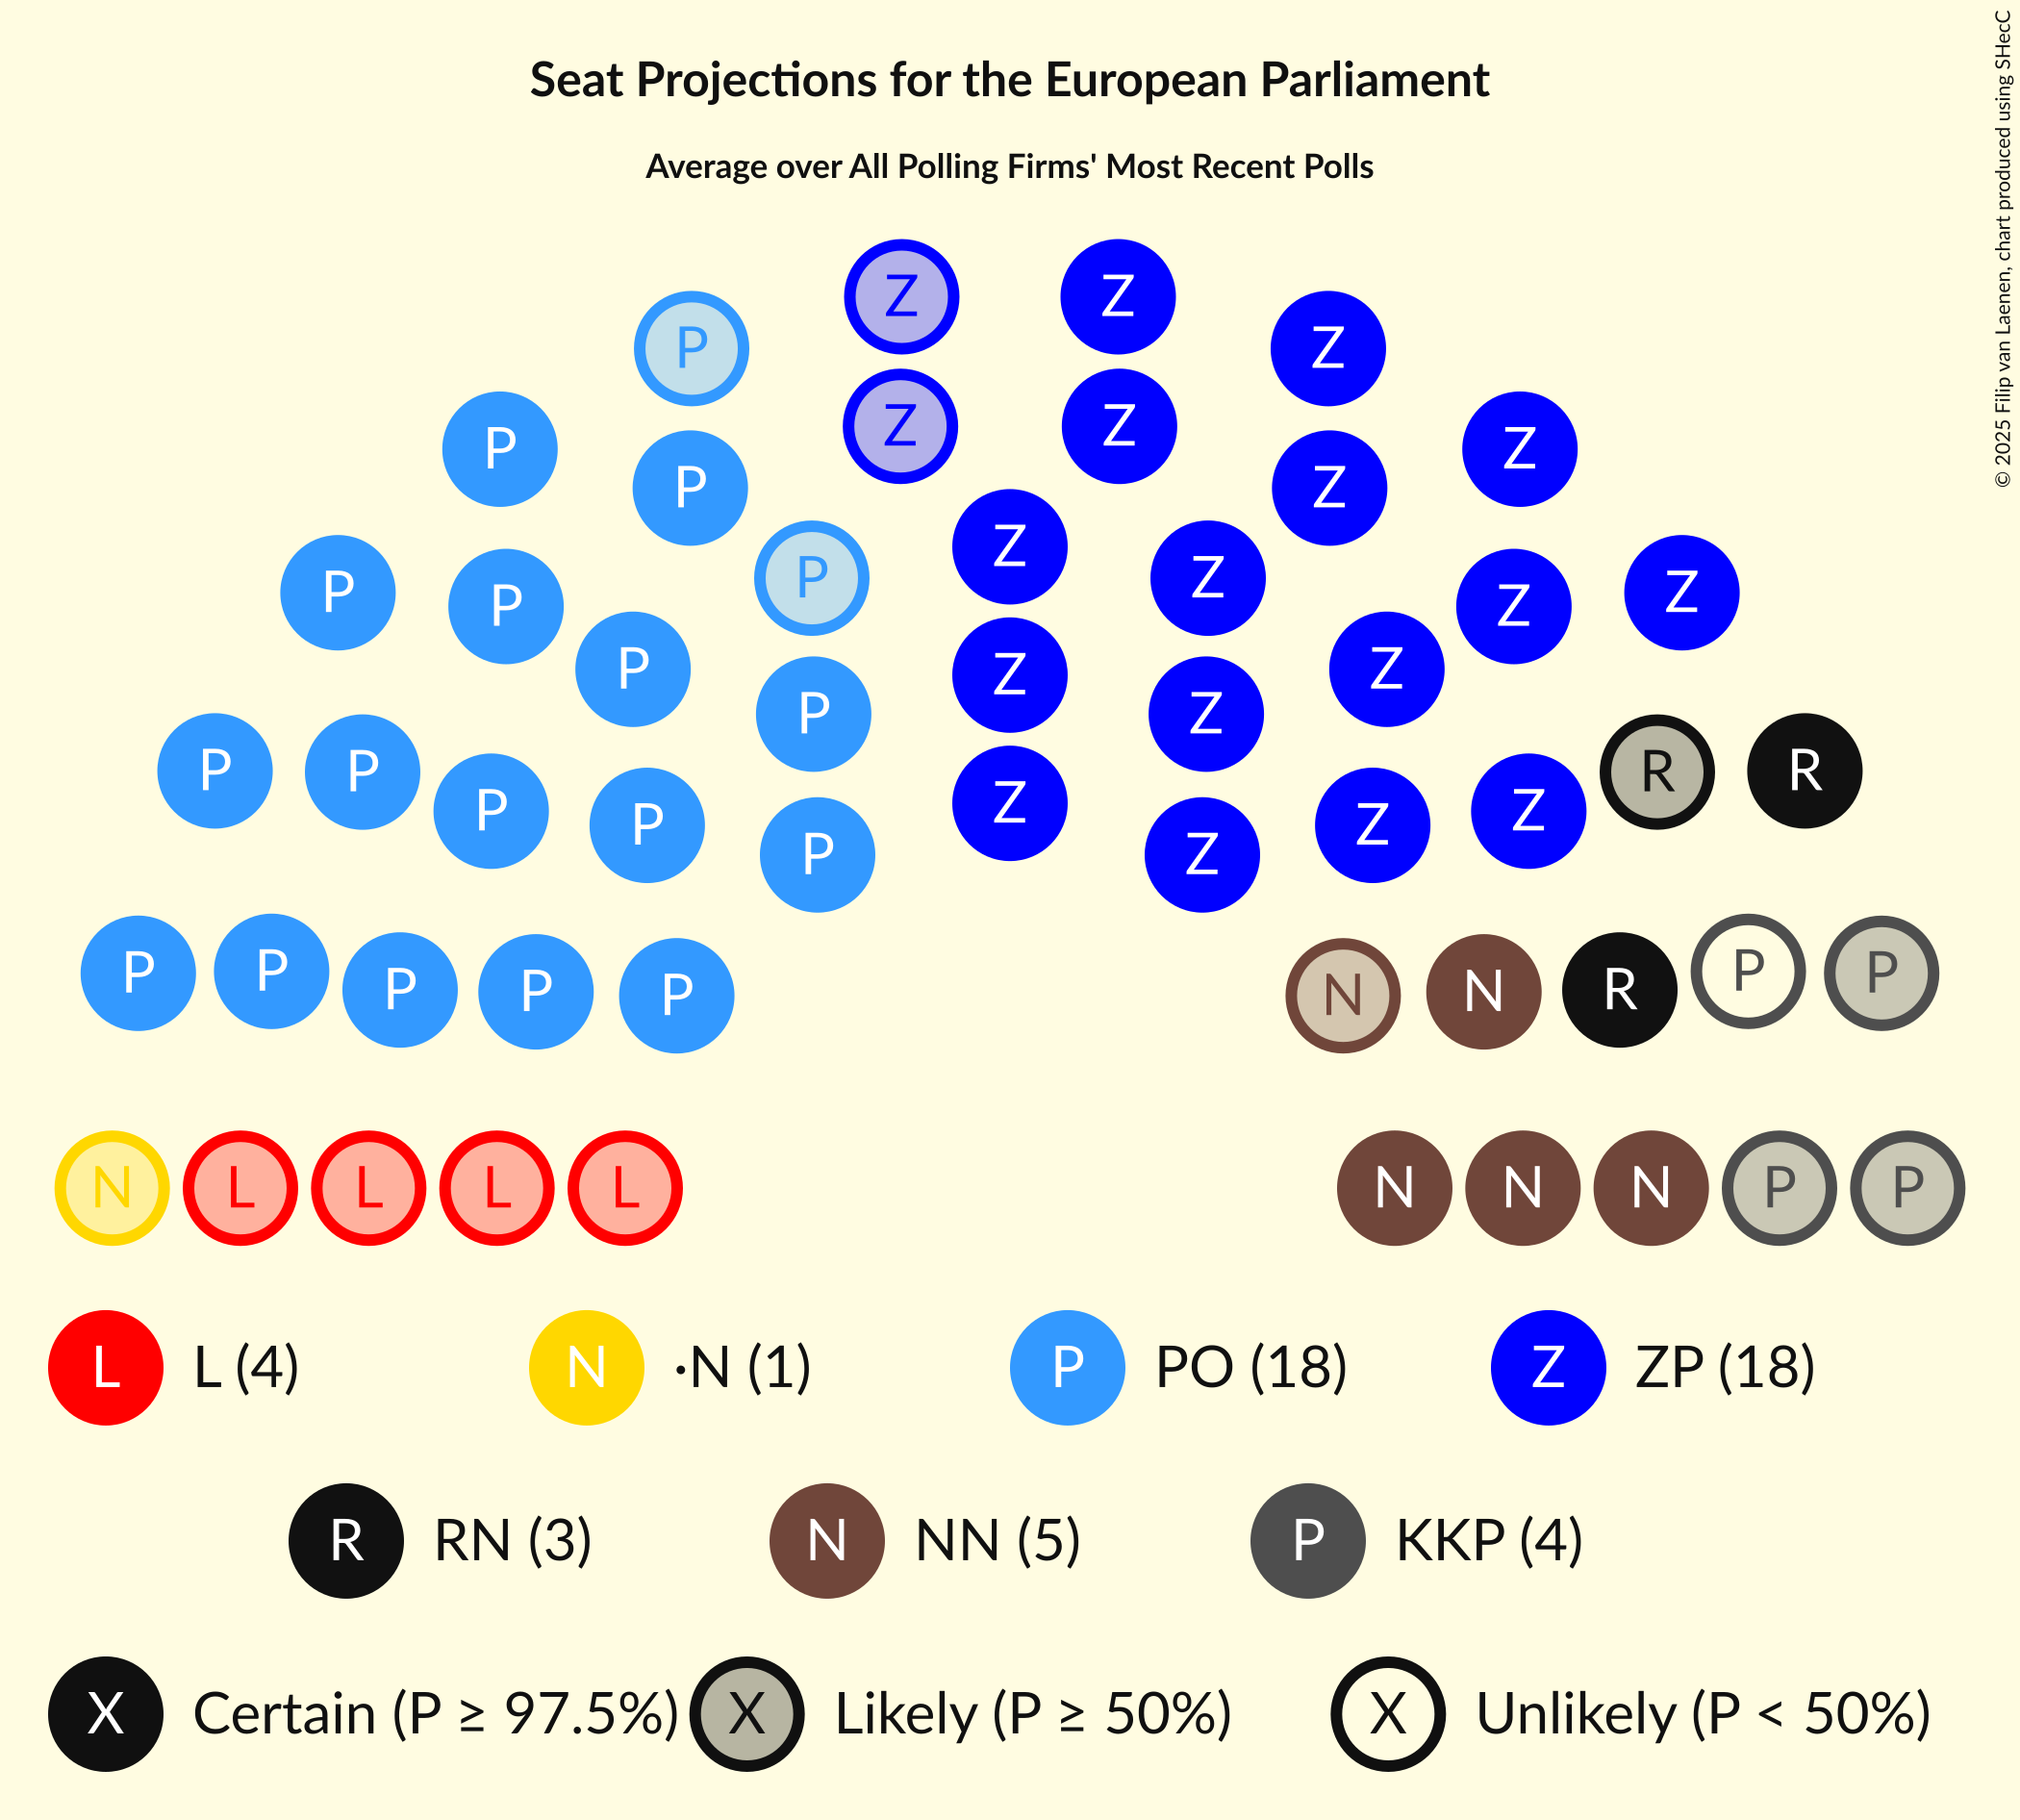 Seat Projections for the European Parliament
Average over All Polling Firms' Most Recent Polls
© 2025 Filip van Laenen, chart produced using SHecC
Z Z
P Z
Z Z
P Z
P Z
Z
P Z
P Z
P Z
P Z
Z
P Z
P Z
P P R R
P Z
P Z
P Z
P P P P P N N R P P
N L L L L N N N P P
L L (4) N ·N (1) P PO (18) Z ZP (18)
R RN (3) N NN (5) P KKP (4)
X Certain (P ≥ 97.5%) X Likely (P ≥ 50%) X Unlikely (P < 50%)